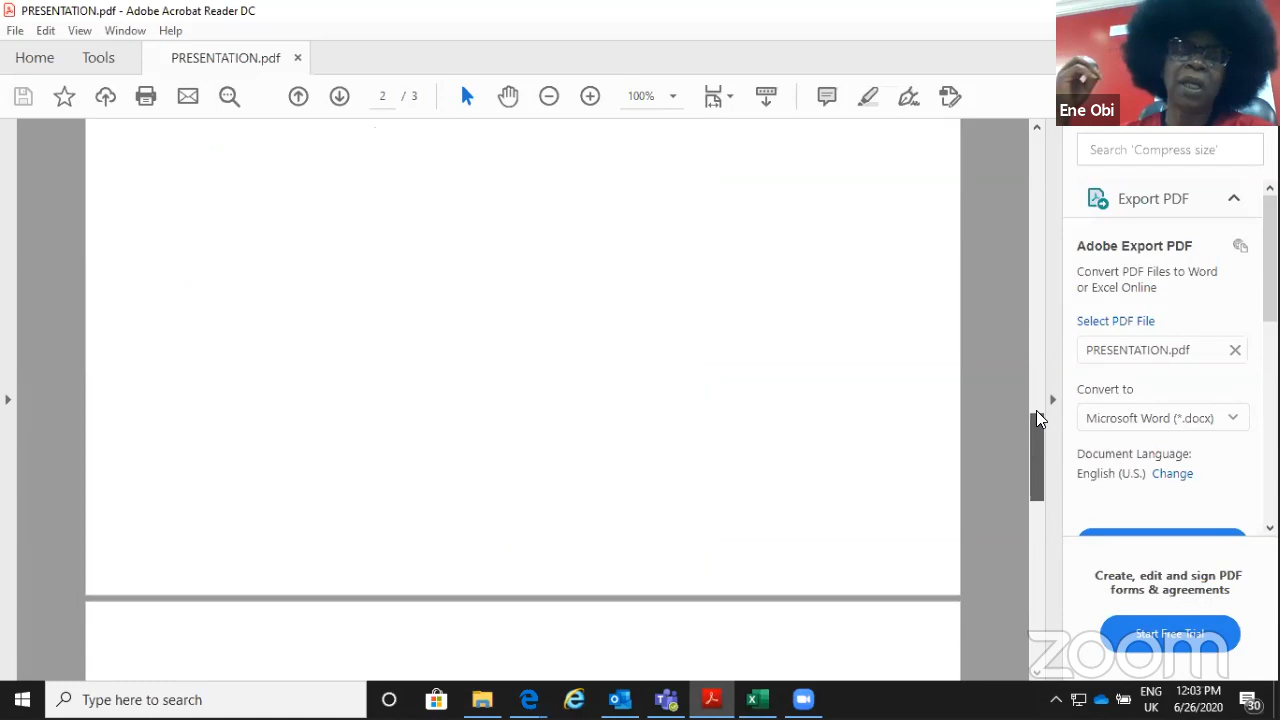 PRESENTATION.pdf - Adobe Acrobat Reader DC
File Edit View Window Help
Home Tools PRESENTATION.pdf ×
2 / 3 100%
Ene Obi
Search 'Compress size'
Export PDF
Adobe Export PDF
Convert PDF Files to Word
or Excel Online
Select PDF File
PRESENTATION.pdf
Convert to
Microsoft Word (*.docx)
Document Language:
English (U.S.) Change
Create, edit and sign PDF
forms & agreements
Start Free Trial
zoom
Type here to search
ENG
UK
12:03 PM
6/26/2020
30